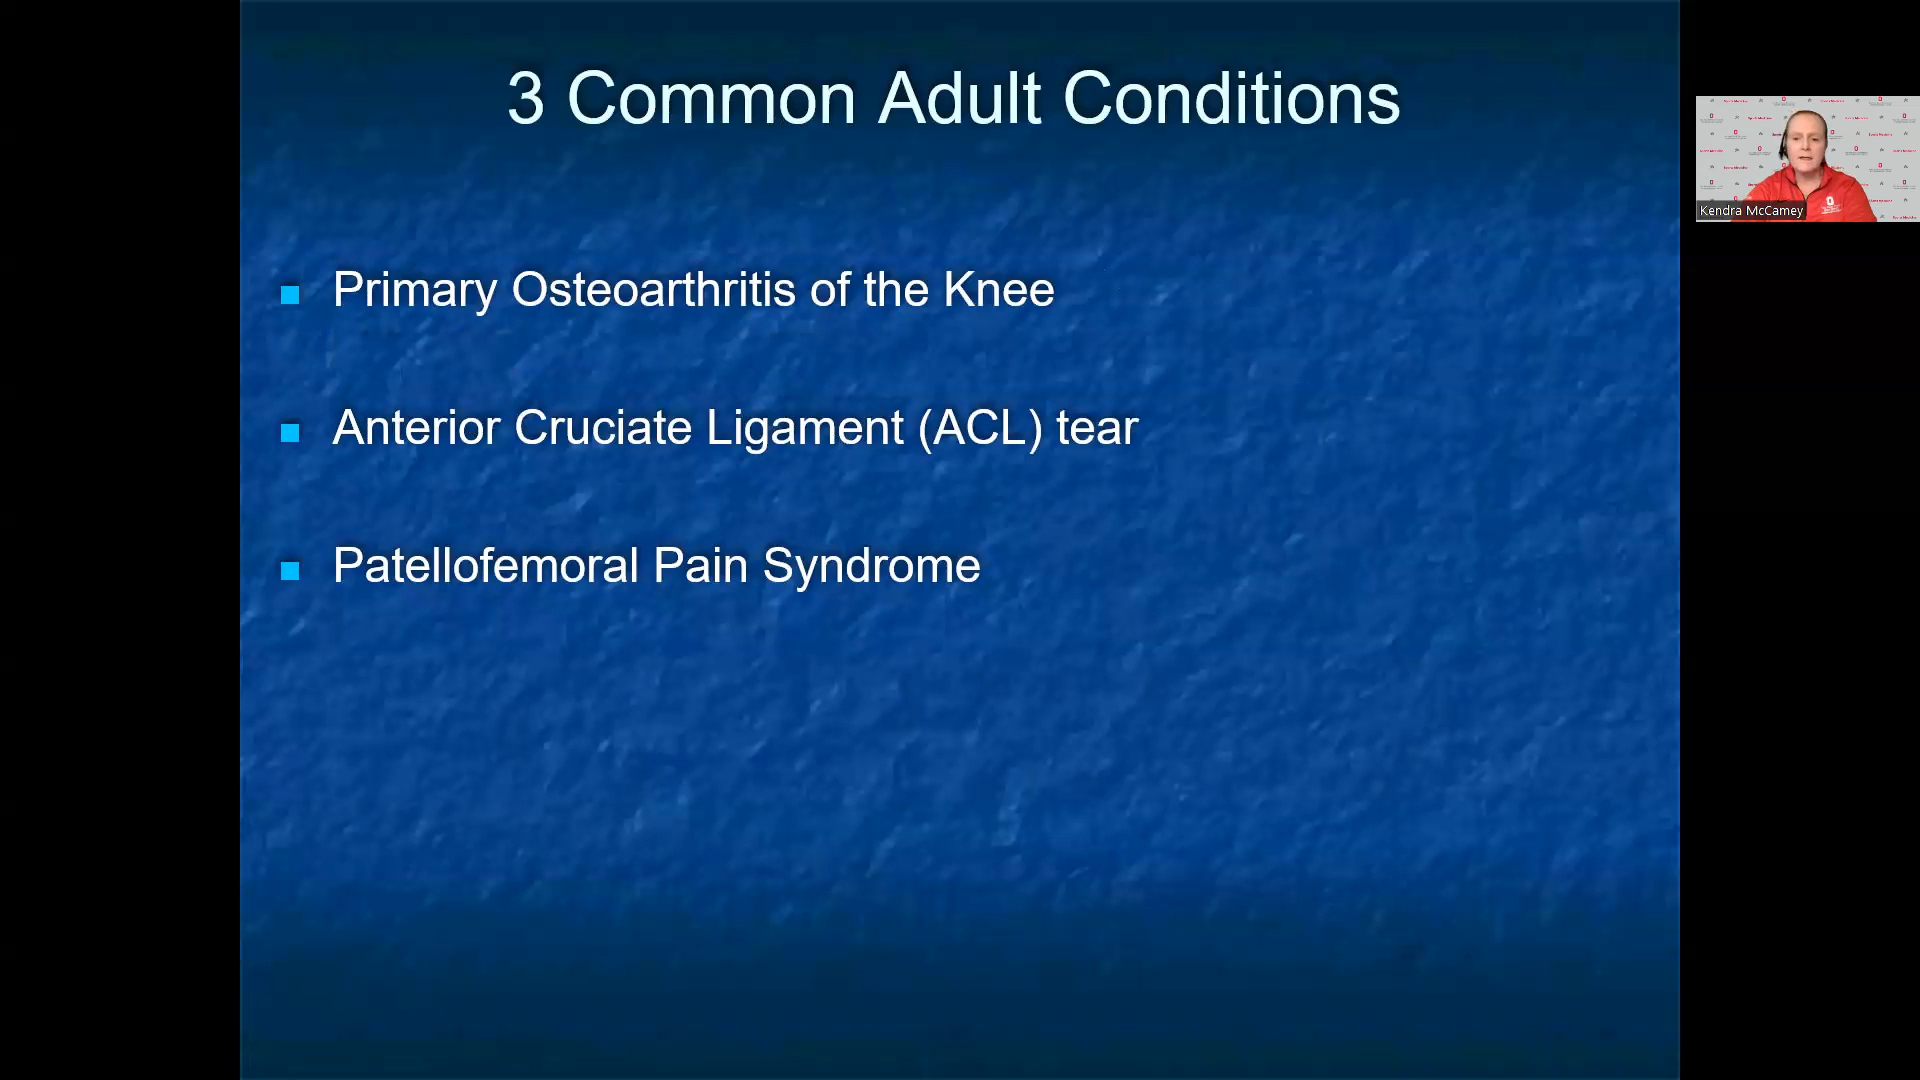 3 Common Adult Conditions
Primary Osteoarthritis of the Knee
Anterior Cruciate Ligament (ACL) tear
Patellofemoral Pain Syndrome
Kendra McCamey